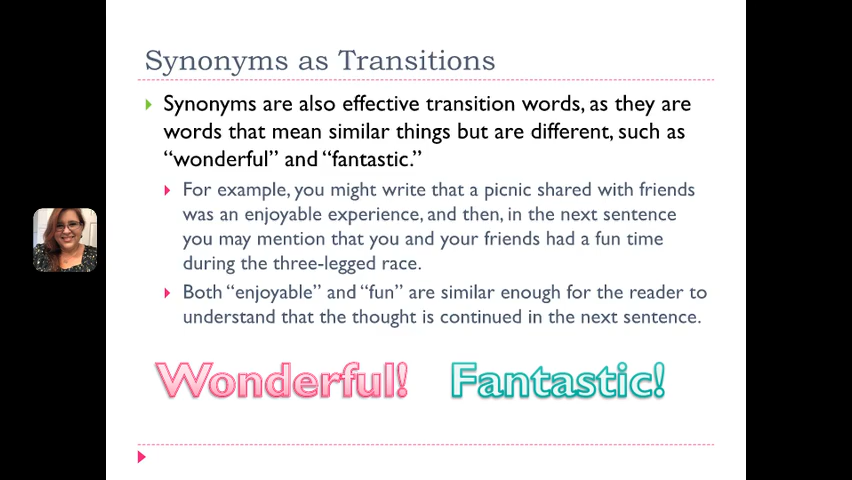 Synonyms as Transitions
Synonyms are also effective transition words, as they are
words that mean similar things but are different, such as
“wonderful” and “fantastic.”
For example, you might write that a picnic shared with friends
was an enjoyable experience, and then, in the next sentence
you may mention that you and your friends had a fun time
during the three-legged race.
Both “enjoyable” and “fun” are similar enough for the reader to
understand that the thought is continued in the next sentence.
Wonderful! Fantastic!